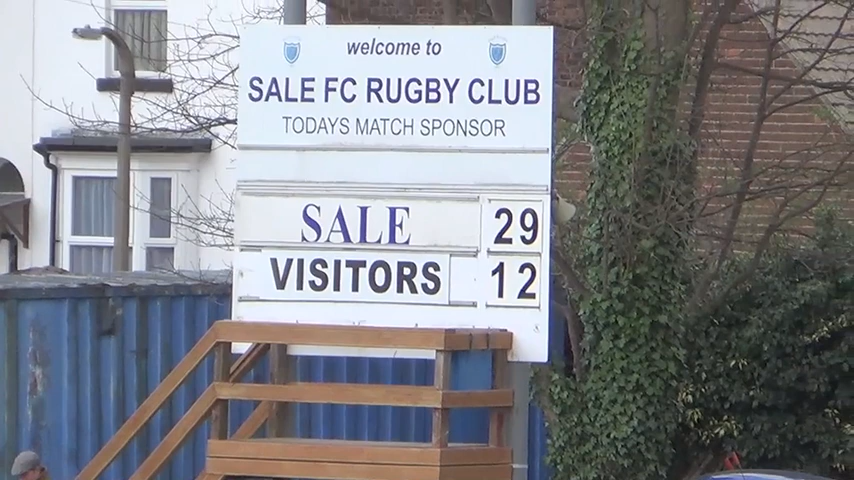 welcome to
SALE FC RUGBY CLUB
TODAYS MATCH SPONSOR
SALE 29
VISITORS 12